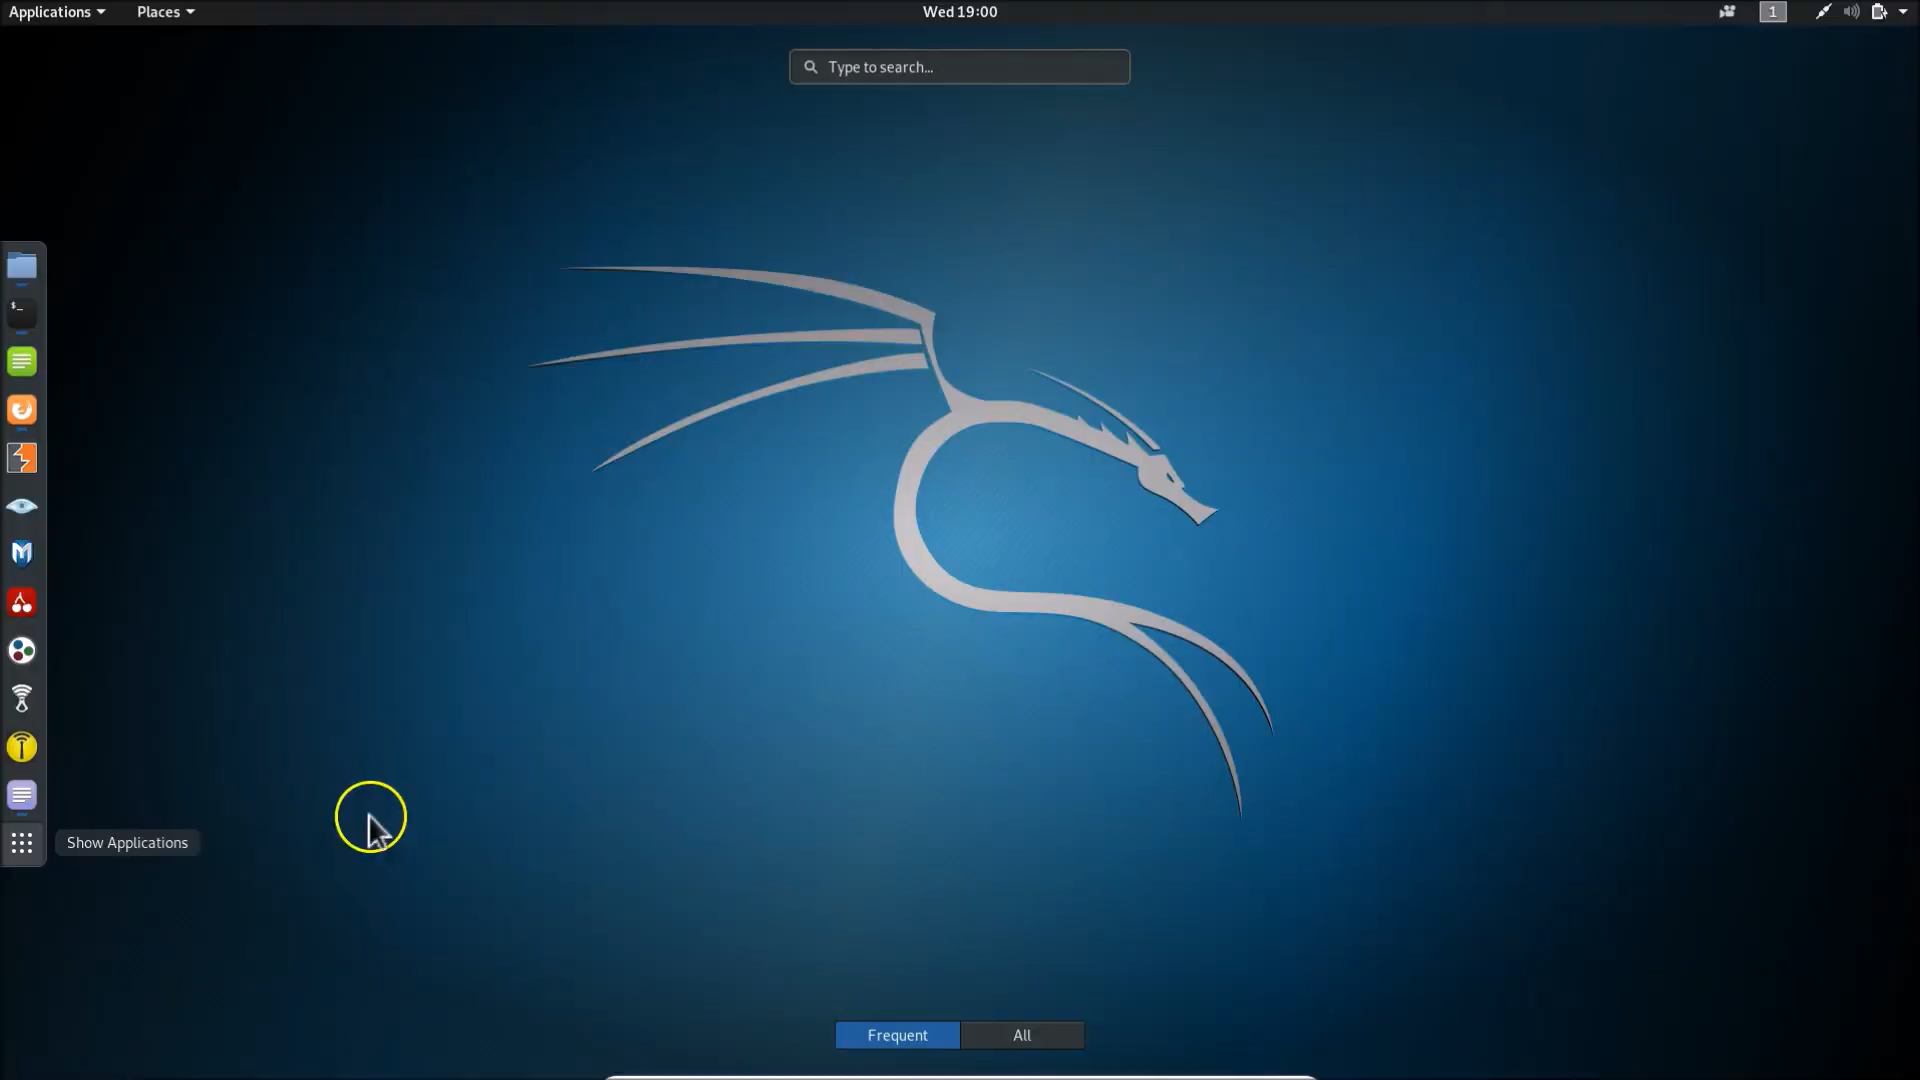 Applications
Places
Wed 19:00
1
Type to search...
$_
Show Applications
Frequent
All